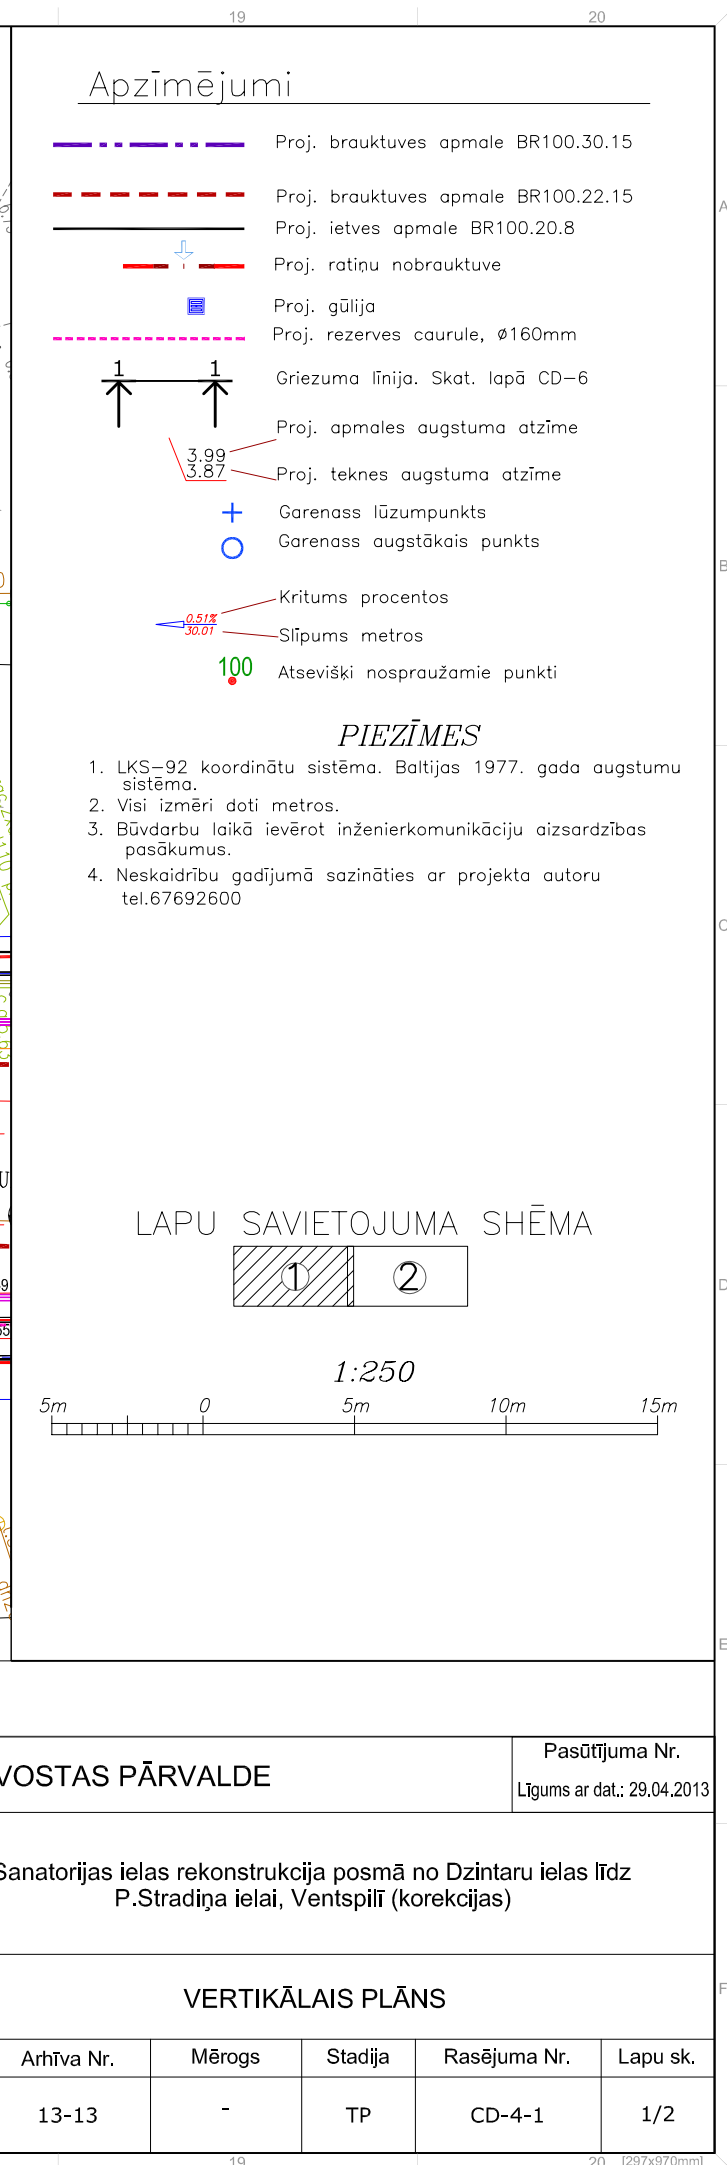 19 20
Apzīmējumi
Proj. brauktuves apmale BR100.30.15
Proj. brauktuves apmale BR100.22.15
Proj. ietves apmale BR100.20.8
Proj. ratiņu nobrauktuve
Proj. gūlija
Proj. rezerves caurule, Ø160mm
1 1
Griezuma līnija. Skat. lapā CD-6
Proj. apmales augstuma atzīme
3.99
3.87
Proj. teknes augstuma atzīme
Garenass lūzumpunkts
Garenass augstākais punkts
Kritums procentos
0.51%
30.01
Slīpums metros
100
Atsevišķi nospraužamie punkti
PIEZĪMES
1. LKS-92 koordinātu sistēma. Baltijas 1977. gada augstumu
sistēma.
2. Visi izmēri doti metros.
3. Būvdarbu laikā ievērot inženierkomunikāciju aizsardzības
pasākumus.
4. Neskaidrību gadījumā sazināties ar projekta autoru
tel.67692600
LAPU SAVIETOJUMA SHĒMA
1 2
1:250
5m 0 5m 10m 15m
A
B
C
D
E
F
VOSTAS PĀRVALDE
Pasūtījuma Nr.
Līgums ar dat.: 29.04.2013
Sanatorijas ielas rekonstrukcija posmā no Dzintaru ielas līdz
P.Stradiņa ielai, Ventspilī (korekcijas)
VERTIKĀLAIS PLĀNS
Arhīva Nr. Mērogs Stadija Rasējuma Nr. Lapu sk.
13-13 - TP CD-4-1 1/2
19 20 [297x970mm]